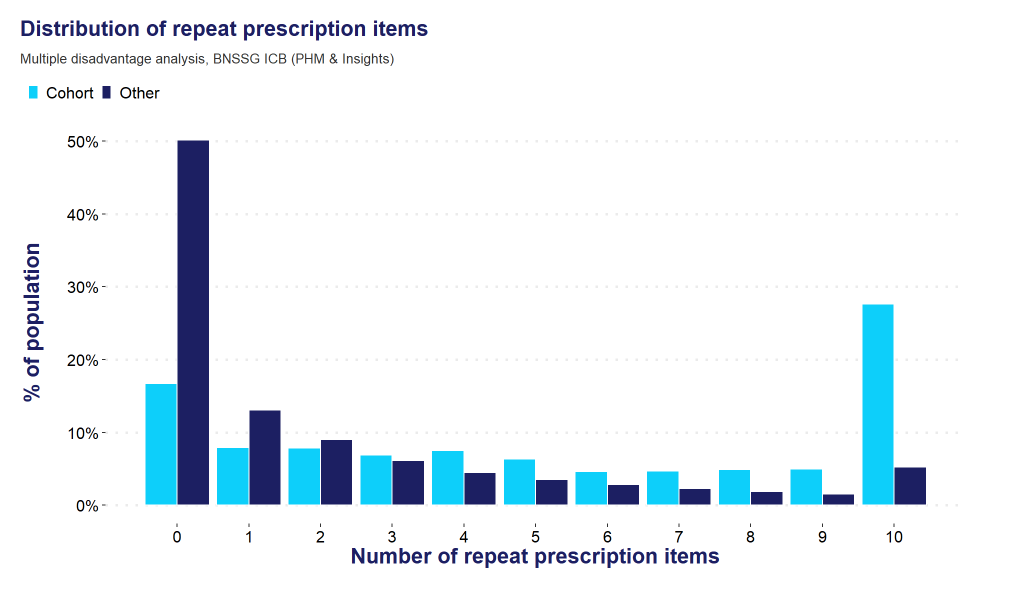 Distribution of repeat prescription items
Multiple disadvantage analysis, BNSSG ICB (PHM & Insights)
Cohort Other
50%
40%
30%
20%
10%
0%
% of population
0 1 2 3 4 5 6 7 8 9 10
Number of repeat prescription items